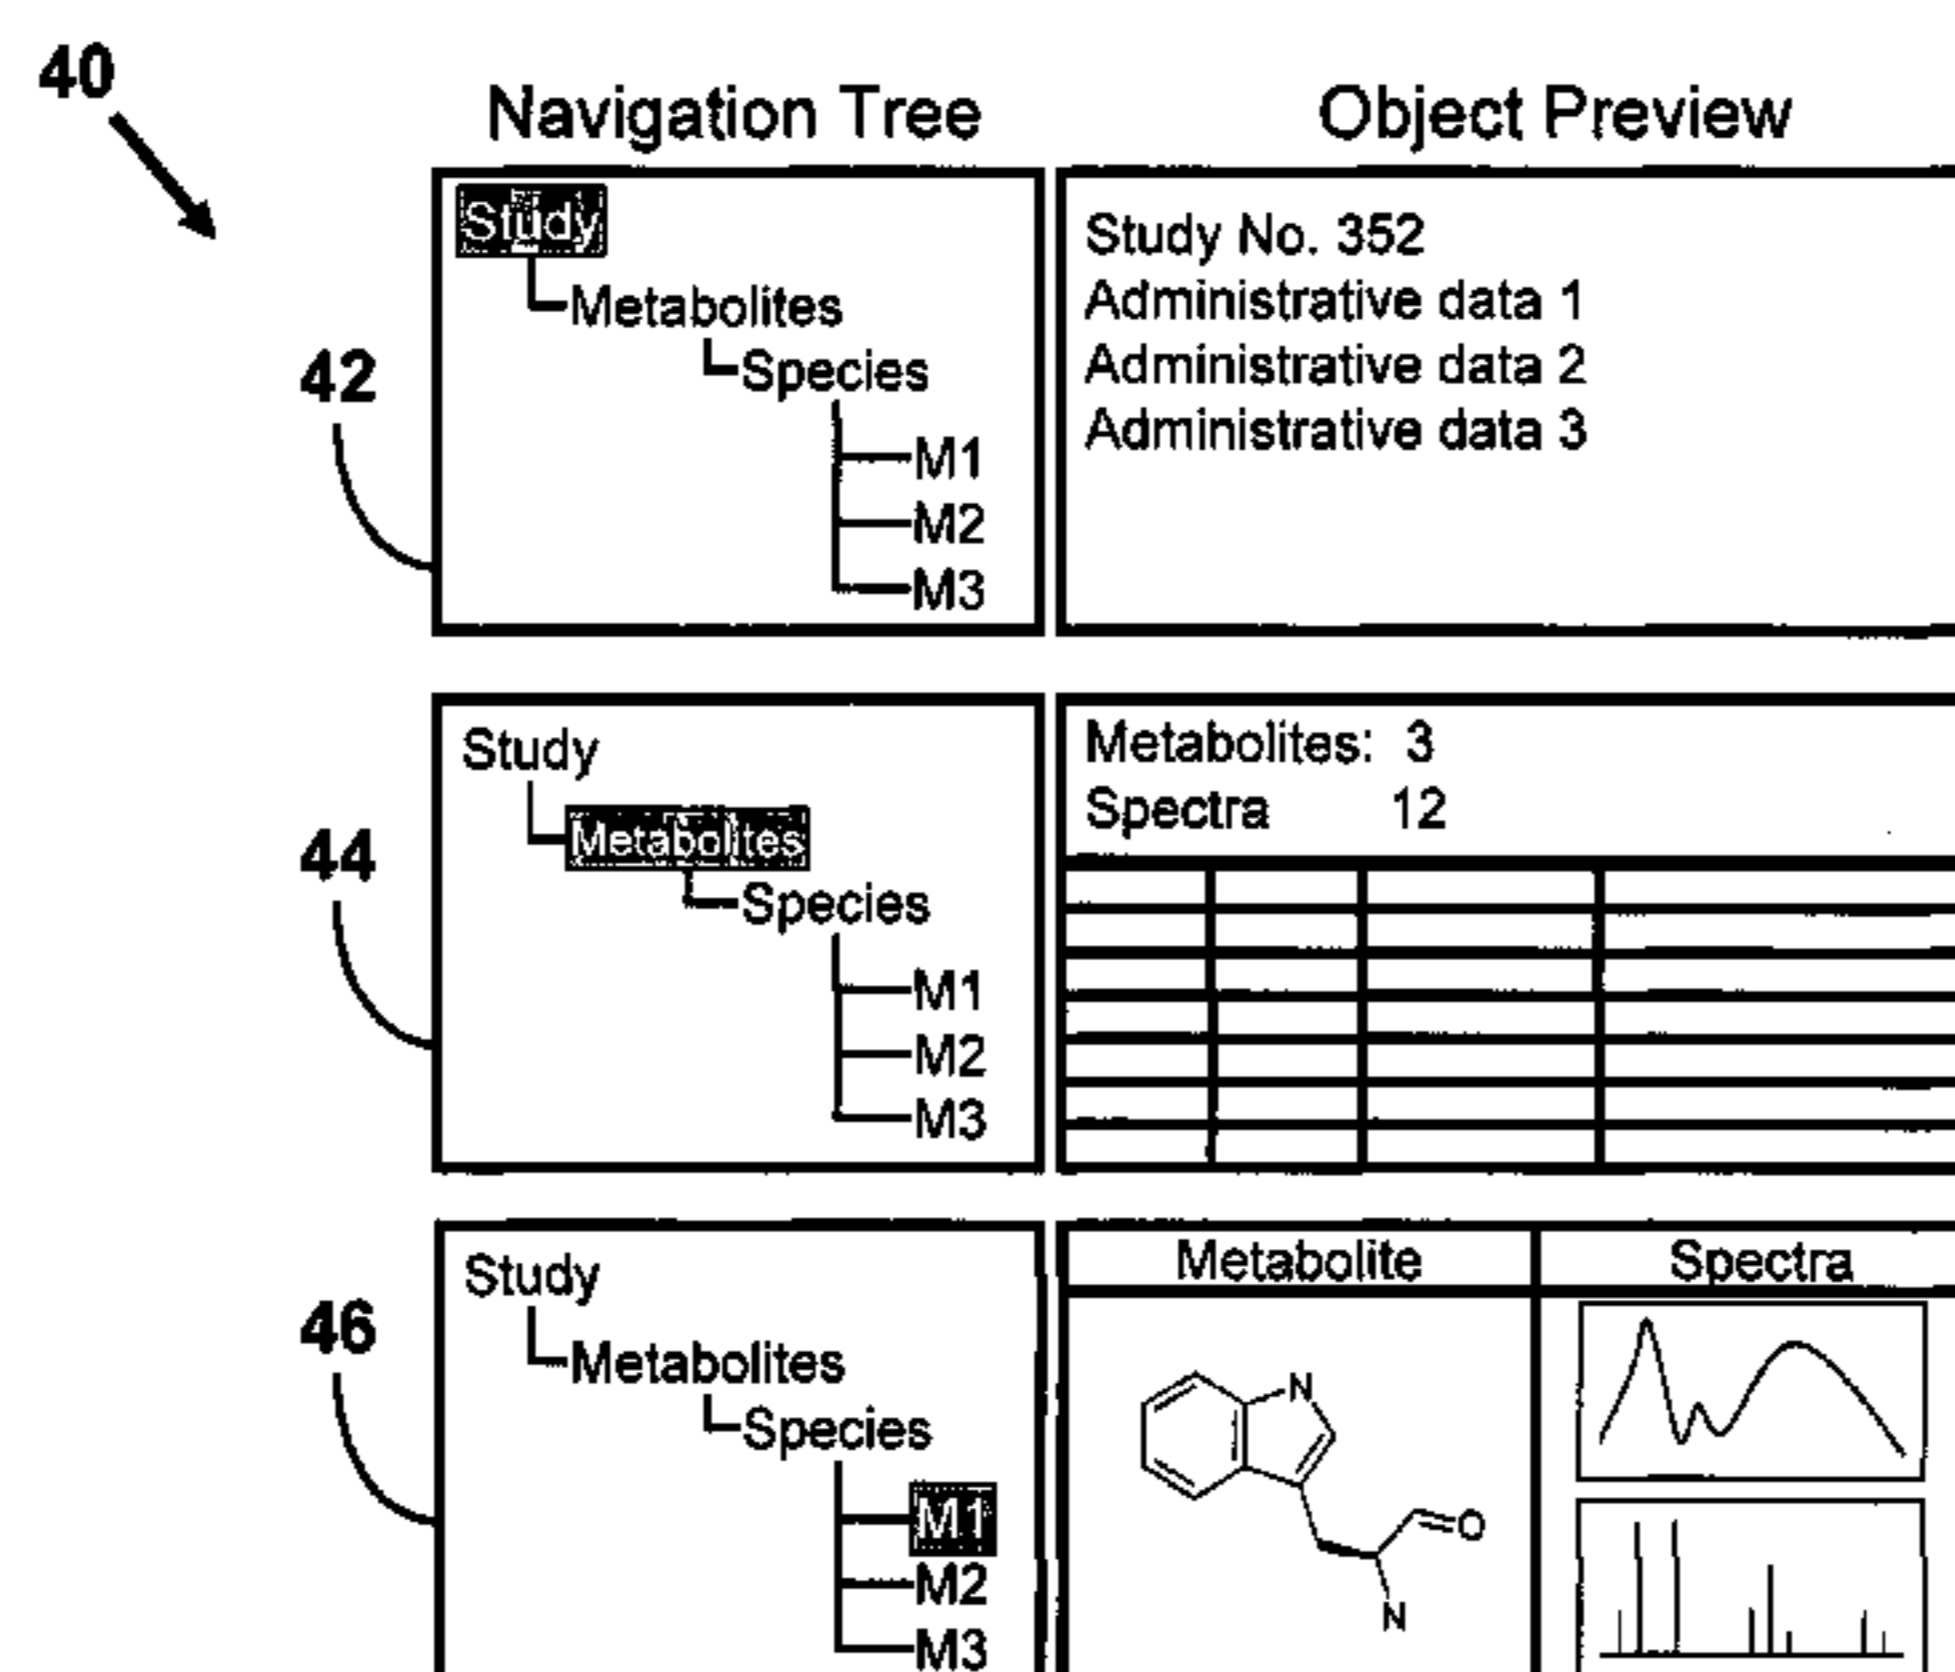 40
Navigation Tree
Object Preview
Study
Metabolites
Species
M1
M2
M3
42
Study No. 352
Administrative data 1
Administrative data 2
Administrative data 3
Study
Metabolites
Species
M1
M2
M3
44
Metabolites: 3
Spectra 12
Study
Metabolites
Species
M1
M2
M3
46
Metabolite
Spectra
N
O
N